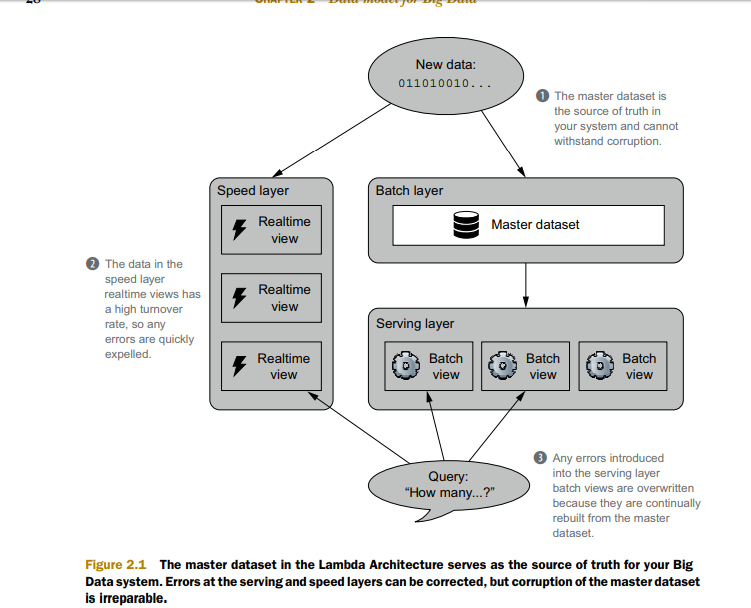 New data:
011010010...
1 The master dataset is
the source of truth in
your system and cannot
withstand corruption.
Speed layer
Realtime
view
Realtime
view
Realtime
view
2 The data in the
speed layer
realtime views has
a high turnover
rate, so any
errors are quickly
expelled.
Batch layer
Master dataset
Serving layer
Batch
view
Batch
view
Batch
view
Query:
“How many...?”
3 Any errors introduced
into the serving layer
batch views are overwritten
because they are continually
rebuilt from the master
dataset.
Figure 2.1 The master dataset in the Lambda Architecture serves as the source of truth for your Big
Data system. Errors at the serving and speed layers can be corrected, but corruption of the master dataset
is irreparable.